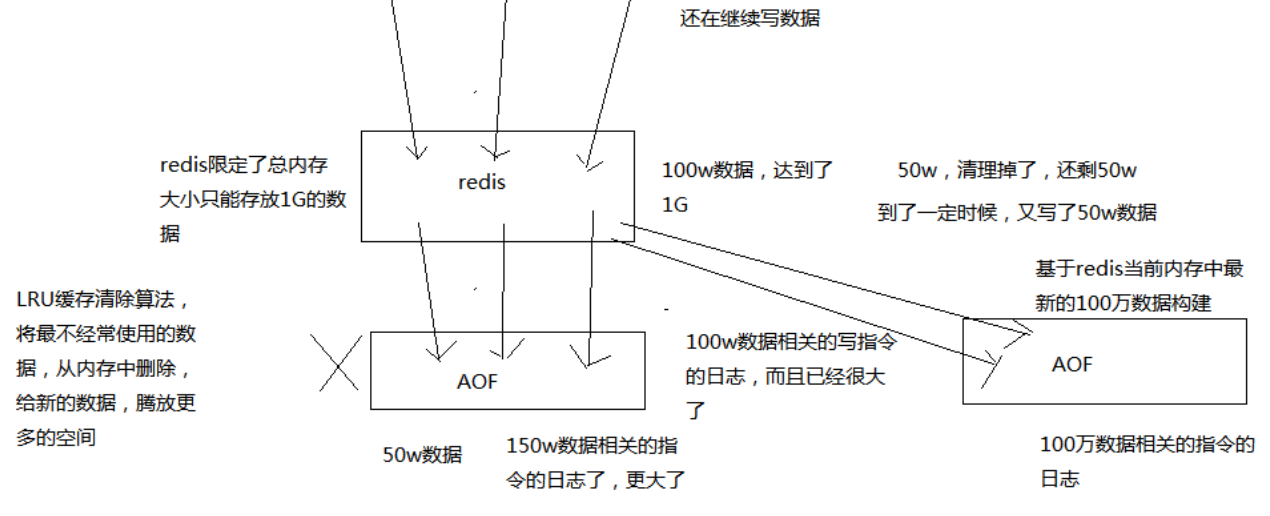 还在继续写数据
redis限定了总内存
大小只能存放1G的数
据
redis
100w数据，达到了
1G
50w，清理掉了，还剩50w
到了一定时候，又写了50w数据
基于redis当前内存中最
新的100万数据构建
LRU缓存清除算法，
将最不经常使用的数
据，从内存中删除，
给新的数据，腾放更
多的空间
AOF
100w数据相关的写指令
的日志，而且已经很大
了
AOF
50w数据
150w数据相关的指
令的日志了，更大了
100万数据相关的指令的
日志